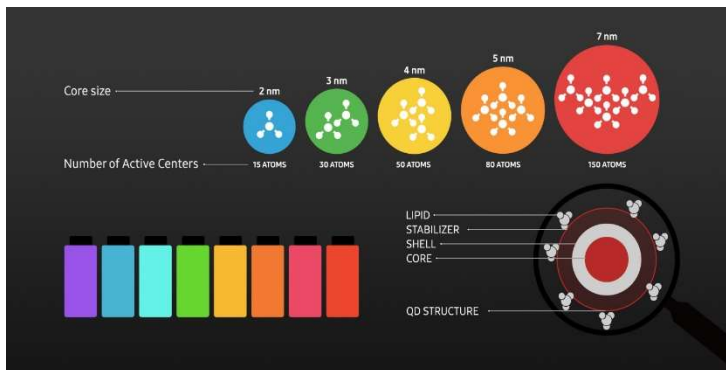 2 nm
3 nm
4 nm
5 nm
7 nm
Core size
Number of Active Centers
15 ATOMS
30 ATOMS
50 ATOMS
80 ATOMS
150 ATOMS
LIPID
STABILIZER
SHELL
CORE
QD STRUCTURE